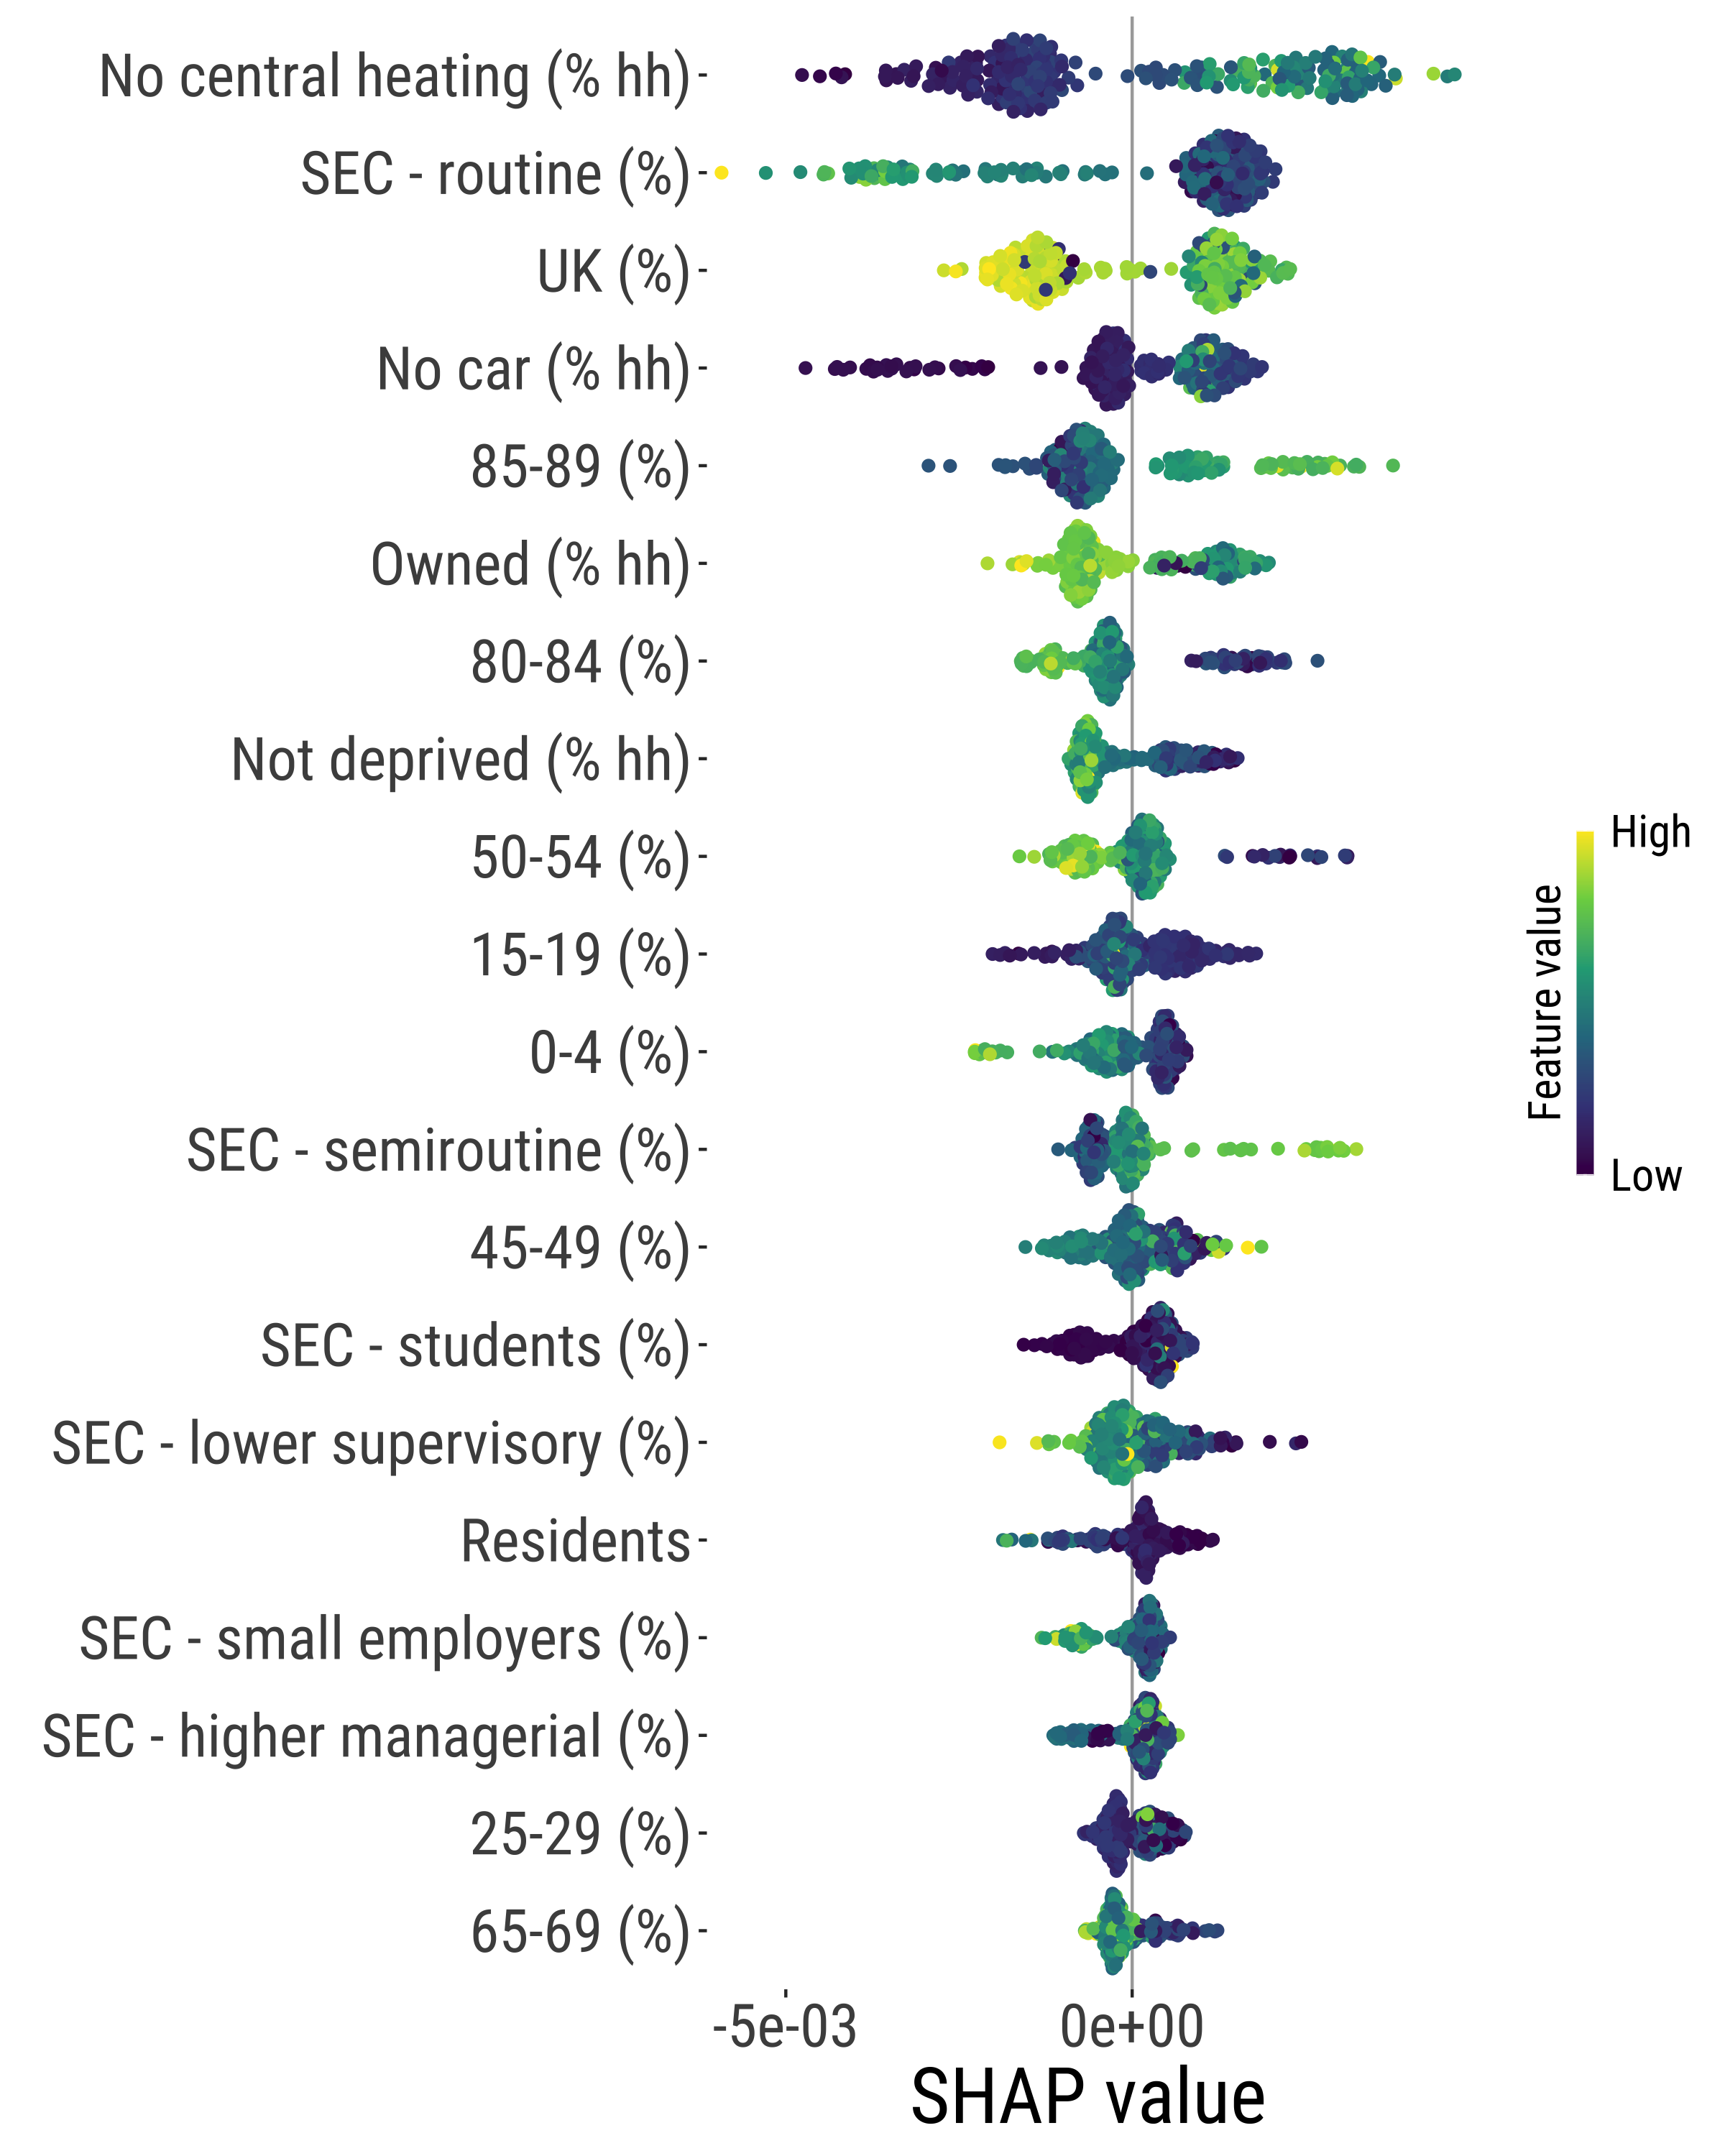 No central heating (% hh)
SEC - routine (%)
UK (%)
No car (% hh)
85-89 (%)
Owned (% hh)
80-84 (%)
Not deprived (% hh)
50-54 (%)
15-19 (%)
0-4 (%)
SEC - semiroutine (%)
45-49 (%)
SEC - students (%)
SEC - lower supervisory (%)
Residents
SEC - small employers (%)
SEC - higher managerial (%)
25-29 (%)
65-69 (%)
-5e-03 0e+00
SHAP value
High
Feature value
Low